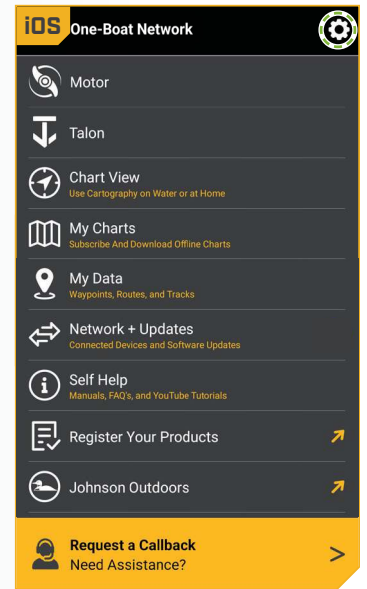 iOS One-Boat Network
Motor
Talon
Chart View
Use Cartography on Water or at Home
My Charts
Subscribe And Download Offline Charts
My Data
Waypoints, Routes, and Tracks
Network + Updates
Connected Devices and Software Updates
Self Help
Manuals, FAQ's, and YouTube Tutorials
Register Your Products
Johnson Outdoors
Request a Callback
Need Assistance?